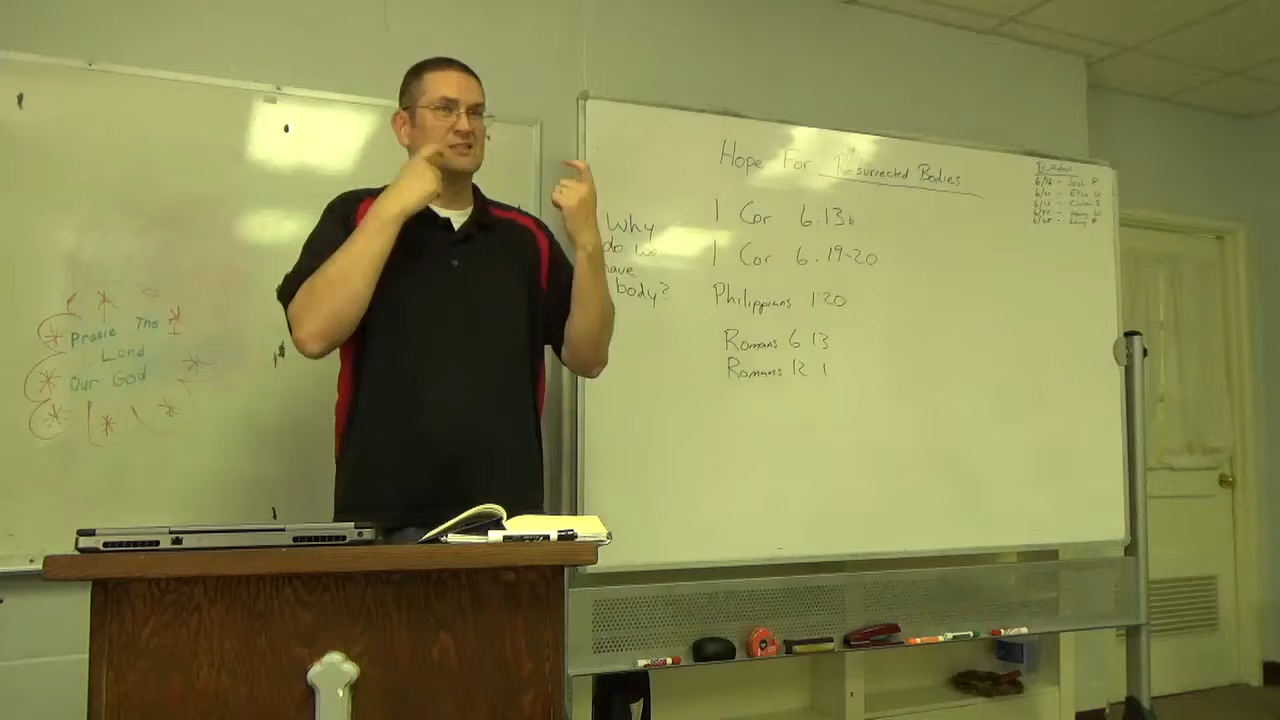 Hope For Resurrected Bodies
1 Cor 6.13b
1 Cor 6.19-20
Philippians 1 20
Romans 6 13
Romans 12 1
Why
do we
have
body?
Praise The
Lord
Our God